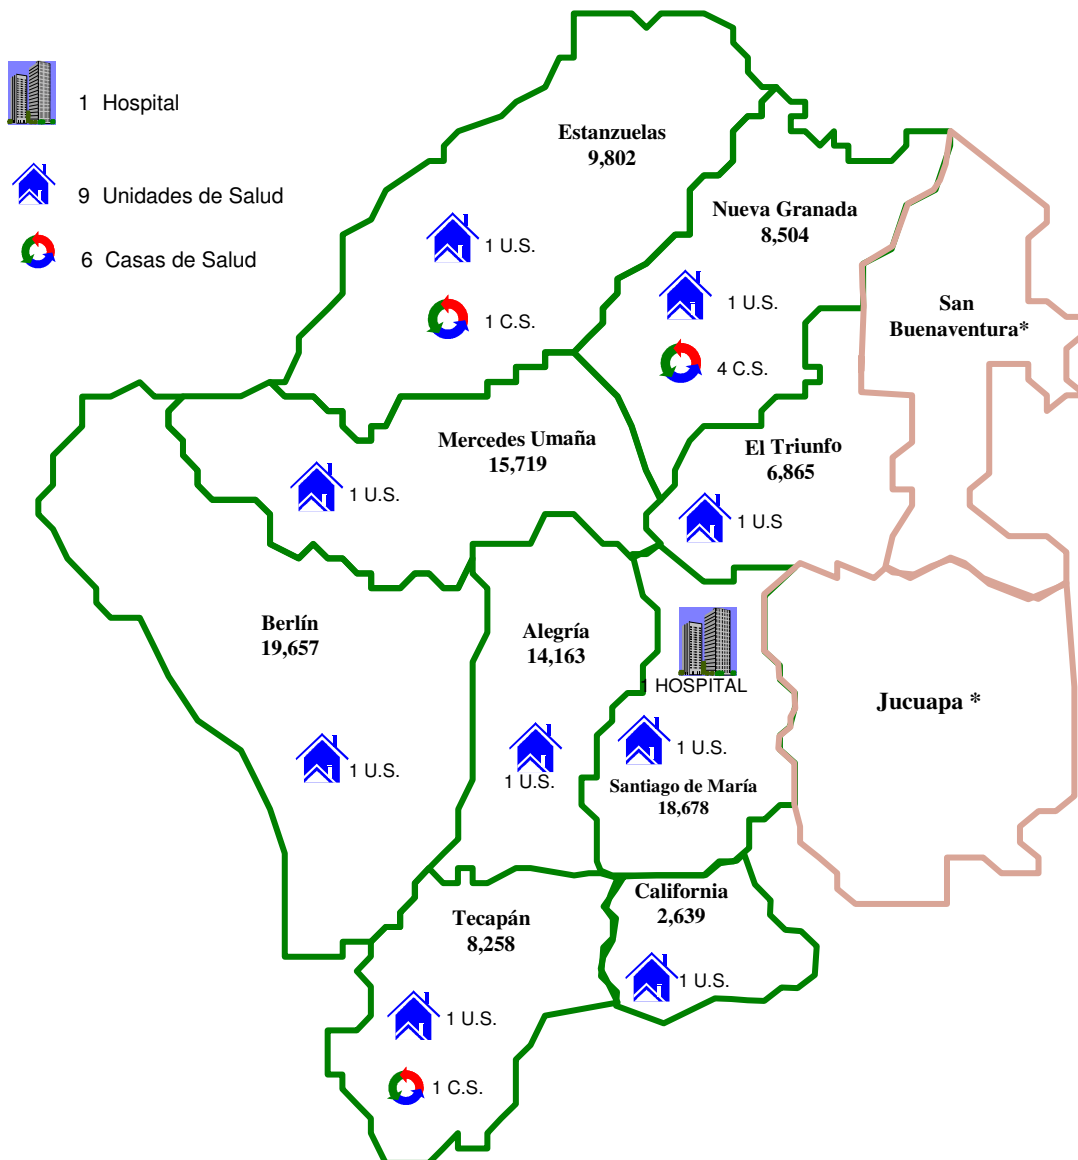 1 Hospital
9 Unidades de Salud
6 Casas de Salud
Estanzuelas
9,802
1 U.S.
1 C.S.
Nueva Granada
8,504
1 U.S.
4 C.S.
San
Buenaventura*
Mercedes Umaña
15,719
1 U.S.
El Triunfo
6,865
1 U.S
Berlín
19,657
1 U.S.
Alegría
14,163
1 U.S.
1 HOSPITAL
1 U.S.
Santiago de María
18,678
Jucuapa *
Tecapán
8,258
1 U.S.
1 C.S.
California
2,639
1 U.S.